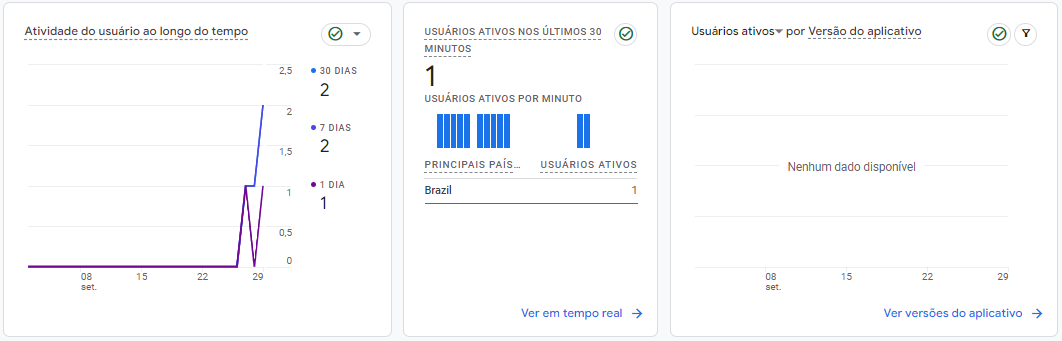 Atividade do usuário ao longo do tempo
2,5
2
1,5
1
0,5
0
08
set.
15
22
29
30 DIAS
2
7 DIAS
2
1 DIA
1
USUÁRIOS ATIVOS NOS ÚLTIMOS 30
MINUTOS
1
USUÁRIOS ATIVOS POR MINUTO
PRINCIPAIS PAÍS... USUÁRIOS ATIVOS
Brazil 1
Ver em tempo real
Usuários ativos por Versão do aplicativo
Nenhum dado disponível
08
set.
15
22
29
Ver versões do aplicativo